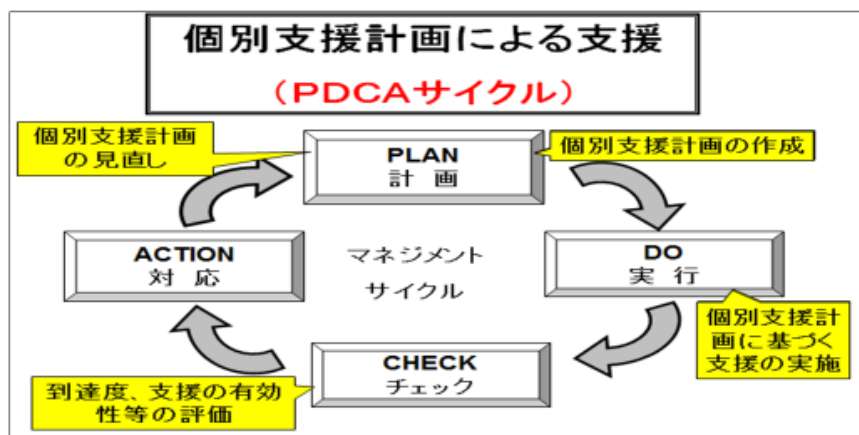 個別支援計画による支援
（PDCAサイクル）
個別支援計画
の見直し
PLAN
計 画
個別支援計画の作成
ACTION
対 応
マネジメント
サイクル
DO
実 行
個別支援計
画に基づく
支援の実施
CHECK
チェック
到達度、支援の有効
性等の評価